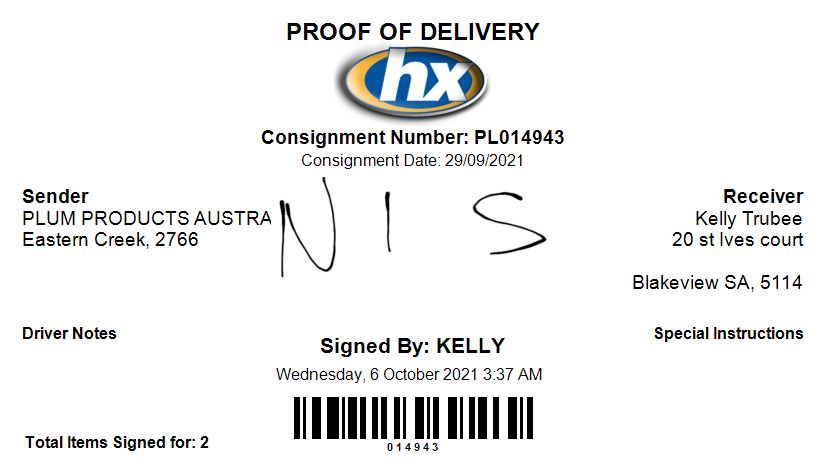 PROOF OF DELIVERY
hx
Consignment Number: PL014943
Consignment Date: 29/09/2021
Sender
PLUM PRODUCTS AUSTRA
Eastern Creek, 2766
N I S
Receiver
Kelly Trubee
20 st Ives court
Blakeview SA, 5114
Driver Notes
Special Instructions
Signed By: KELLY
Wednesday, 6 October 2021 3:37 AM
014943
Total Items Signed for: 2